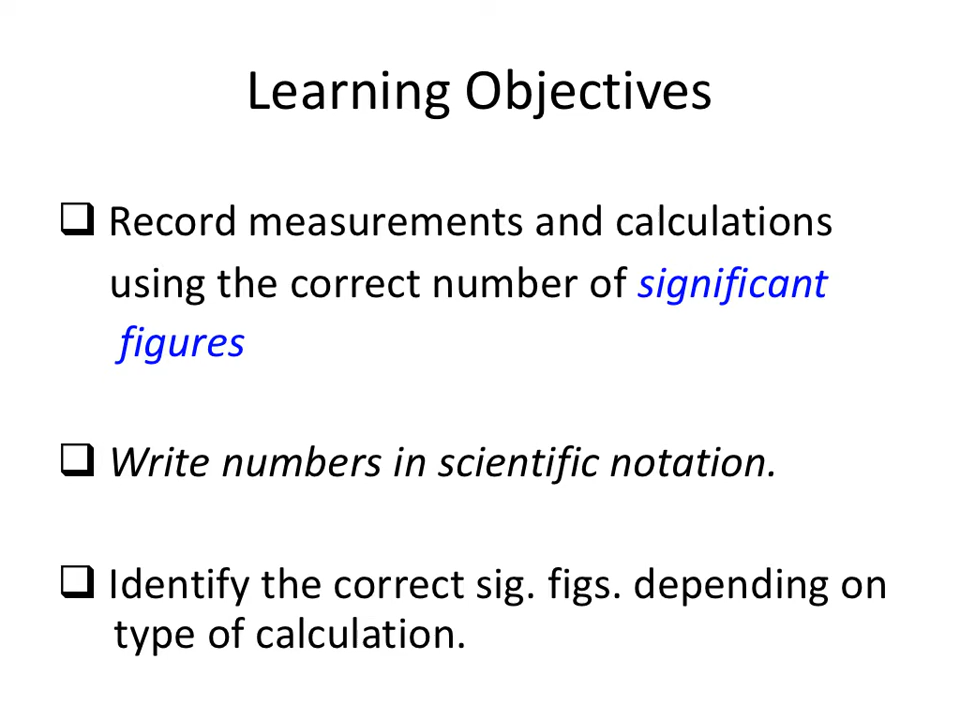 Learning Objectives
❑ Record measurements and calculations
using the correct number of significant
figures
❑ Write numbers in scientific notation.
❑ Identify the correct sig. figs. depending on
type of calculation.